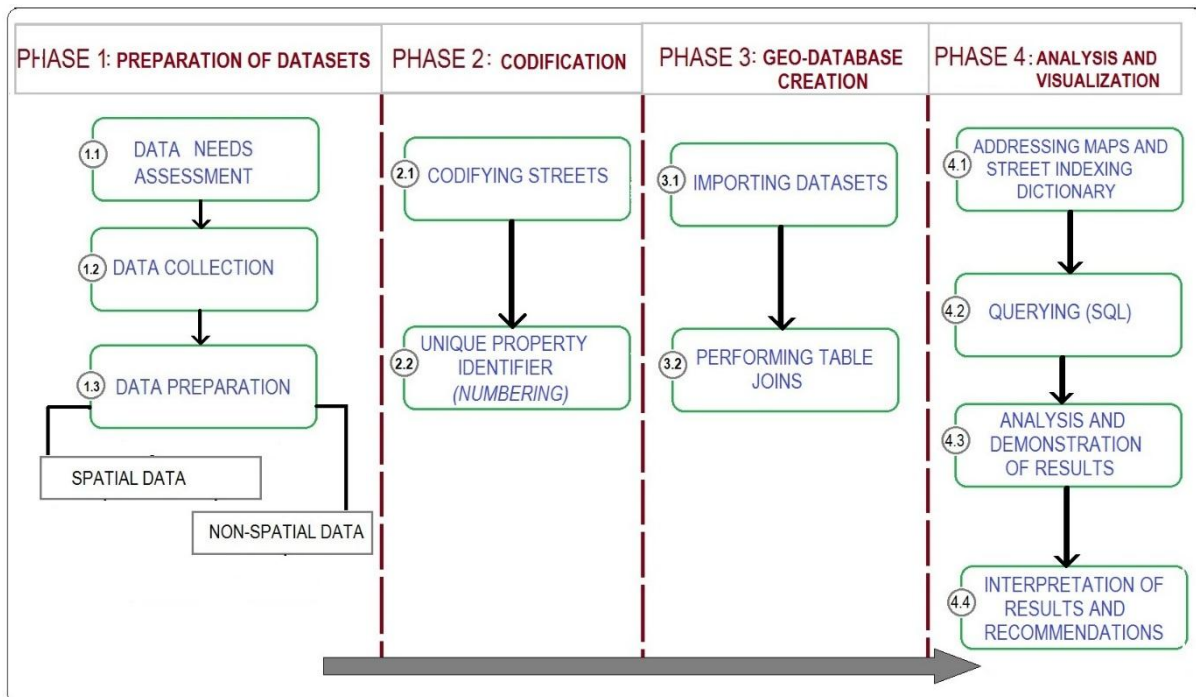 PHASE 1: PREPARATION OF DATASETS
PHASE 2: CODIFICATION
PHASE 3: GEO-DATABASE
CREATION
PHASE 4: ANALYSIS AND
VISUALIZATION
1.1
DATA NEEDS
ASSESSMENT
1.2
DATA COLLECTION
1.3
DATA PREPARATION
SPATIAL DATA
NON-SPATIAL DATA
2.1
CODIFYING STREETS
2.2
UNIQUE PROPERTY
IDENTIFIER
(NUMBERING)
3.1
IMPORTING DATASETS
3.2
PERFORMING TABLE
JOINS
4.1
ADDRESSING MAPS AND
STREET INDEXING
DICTIONARY
4.2
QUERYING (SQL)
4.3
ANALYSIS AND
DEMONSTRATION
OF RESULTS
4.4
INTERPRETATION OF
RESULTS AND
RECOMMENDATIONS